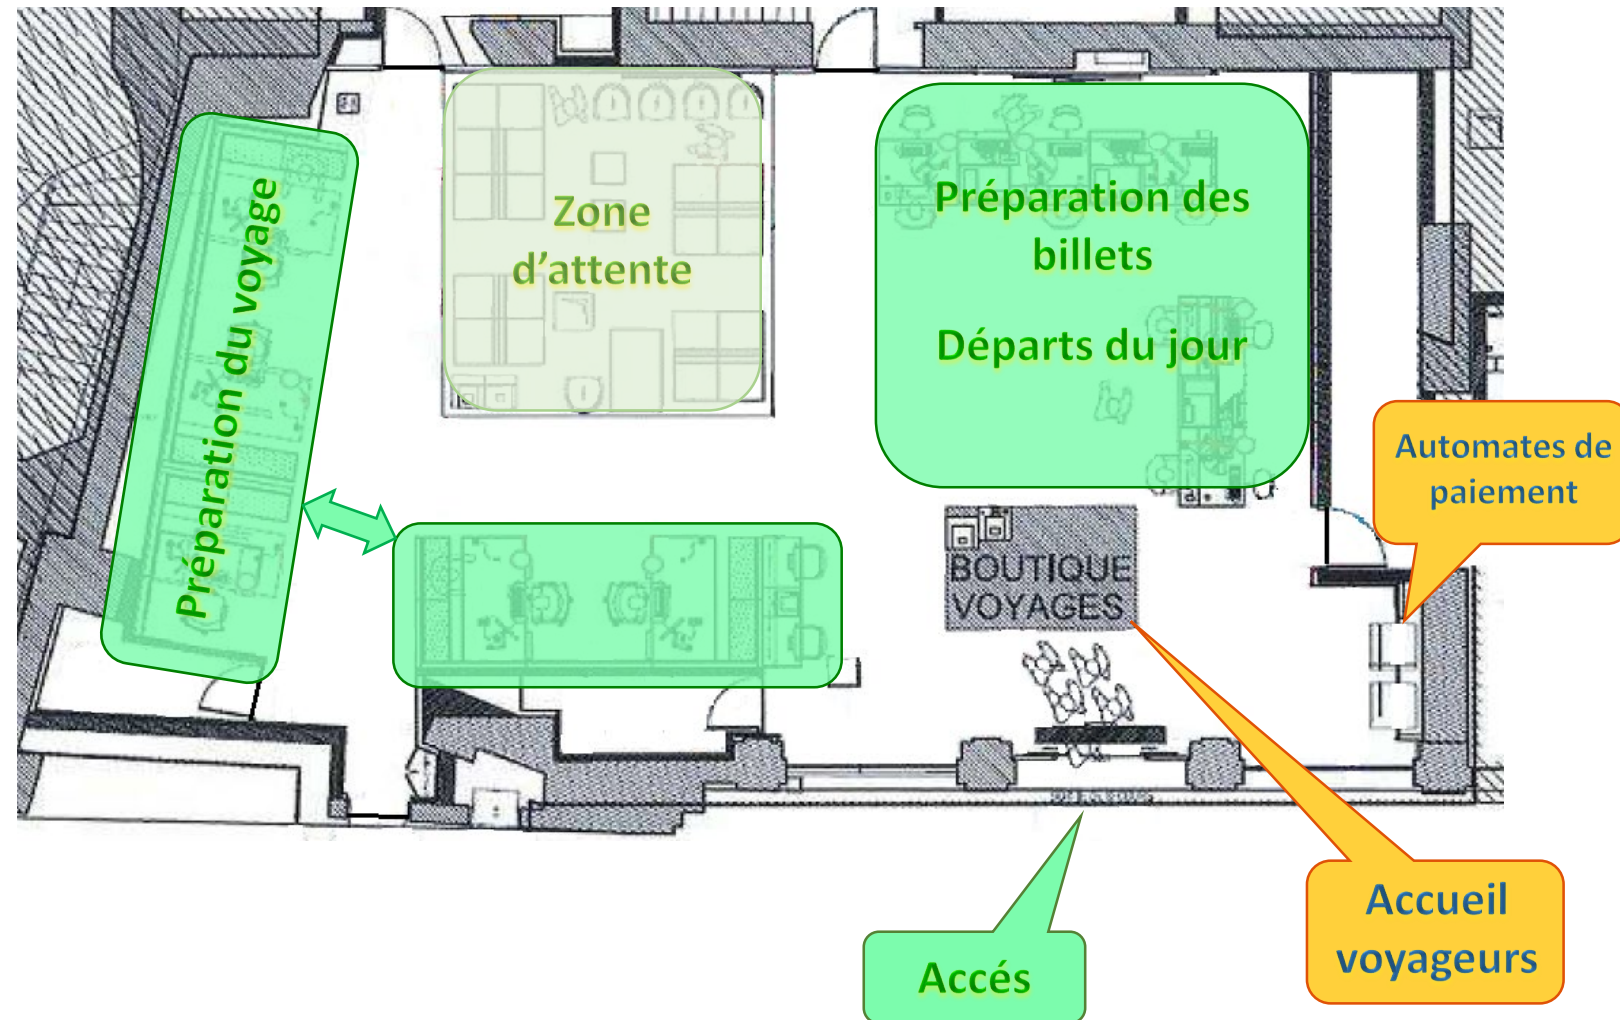 Préparation du voyage
Zone
d’attente
Préparation des
billets
Départs du jour
Automates de
paiement
BOUTIQUE
VOYAGES
Accueil
voyageurs
Accés